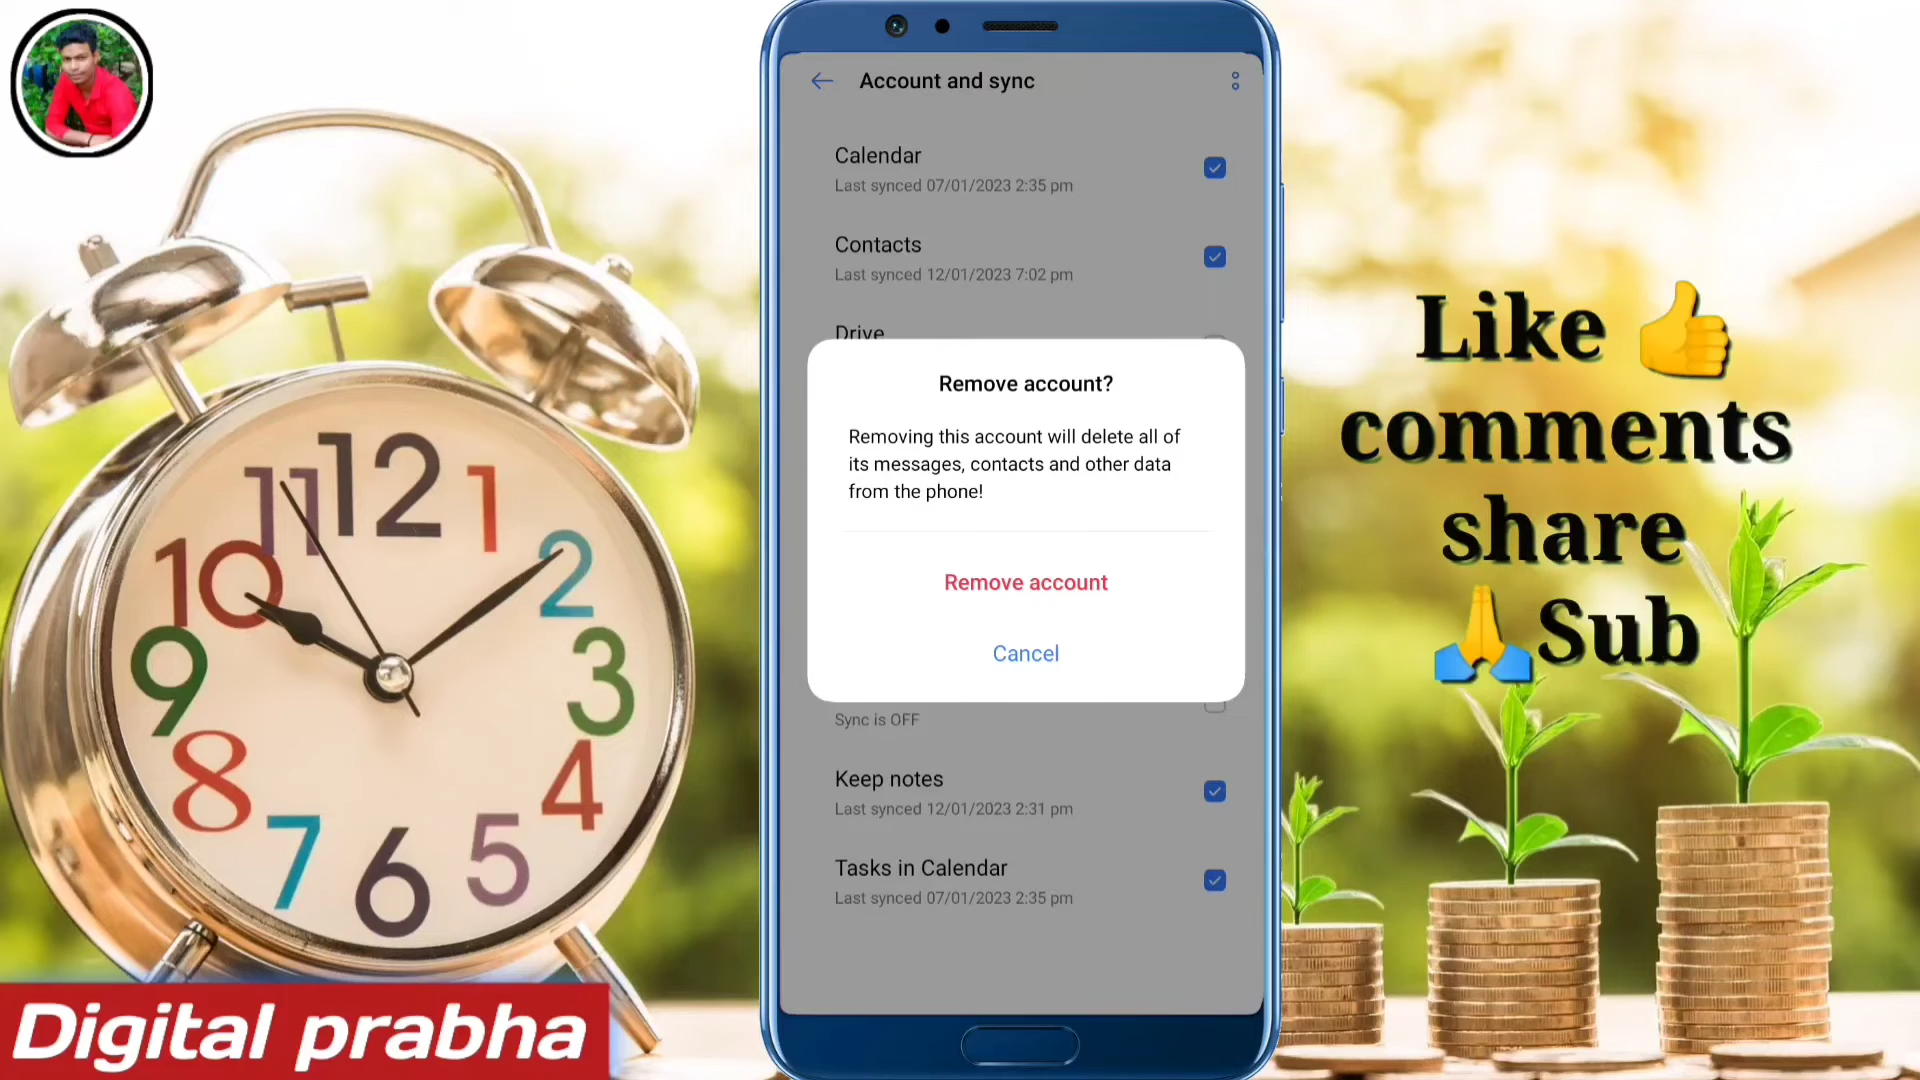 Account and sync
Calendar
Last synced 07/01/2023 2:35 pm
Contacts
Last synced 12/01/2023 7:02 pm
Drive
Remove account?
Removing this account will delete all of
its messages, contacts and other data
from the phone!
Remove account
Cancel
Sync is OFF
Keep notes
Last synced 12/01/2023 2:31 pm
Tasks in Calendar
Last synced 07/01/2023 2:35 pm
Like 👍
comments
share
🙏Sub
12
1
2
3
4
5
6
7
8
9
10
11
Digital prabha